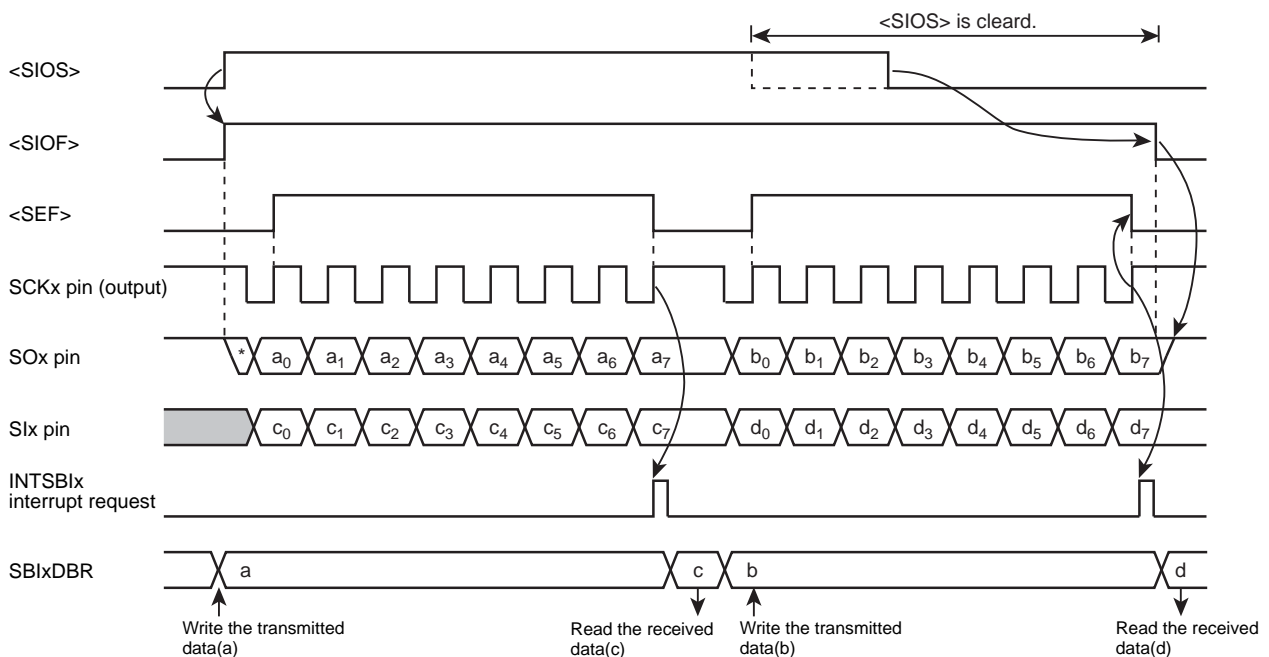 <SIOS> is cleard.
<SIOS>
<SIOF>
<SEF>
SCKx pin (output)
SOx pin
* a0 a1 a2 a3 a4 a5 a6 a7 b0 b1 b2 b3 b4 b5 b6 b7
SIx pin
c0 c1 c2 c3 c4 c5 c6 c7 d0 d1 d2 d3 d4 d5 d6 d7
INTSBIx
interrupt request
SBIxDBR
a c b d
Write the transmitted
data(a)
Read the received
data(c)
Write the transmitted
data(b)
Read the received
data(d)